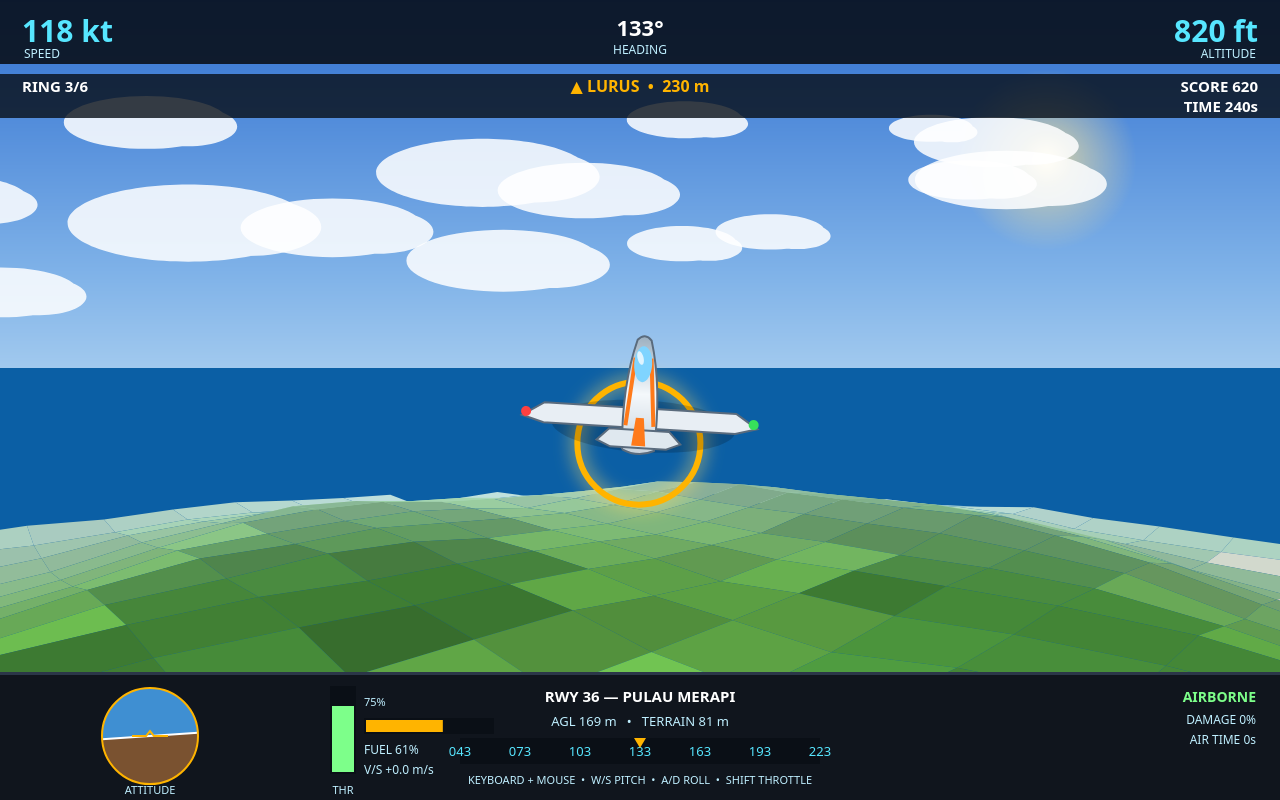 118 kt
SPEED
133°
HEADING
820 ft
ALTITUDE
RING 3/6
▲ LURUS • 230 m
SCORE 620
TIME 240s
ATTITUDE
THR
75%
FUEL 61%
V/S +0.0 m/s
RWY 36 — PULAU MERAPI
AGL 169 m • TERRAIN 81 m
043 073 103 133 163 193 223
KEYBOARD + MOUSE • W/S PITCH • A/D ROLL • SHIFT THROTTLE
AIRBORNE
DAMAGE 0%
AIR TIME 0s